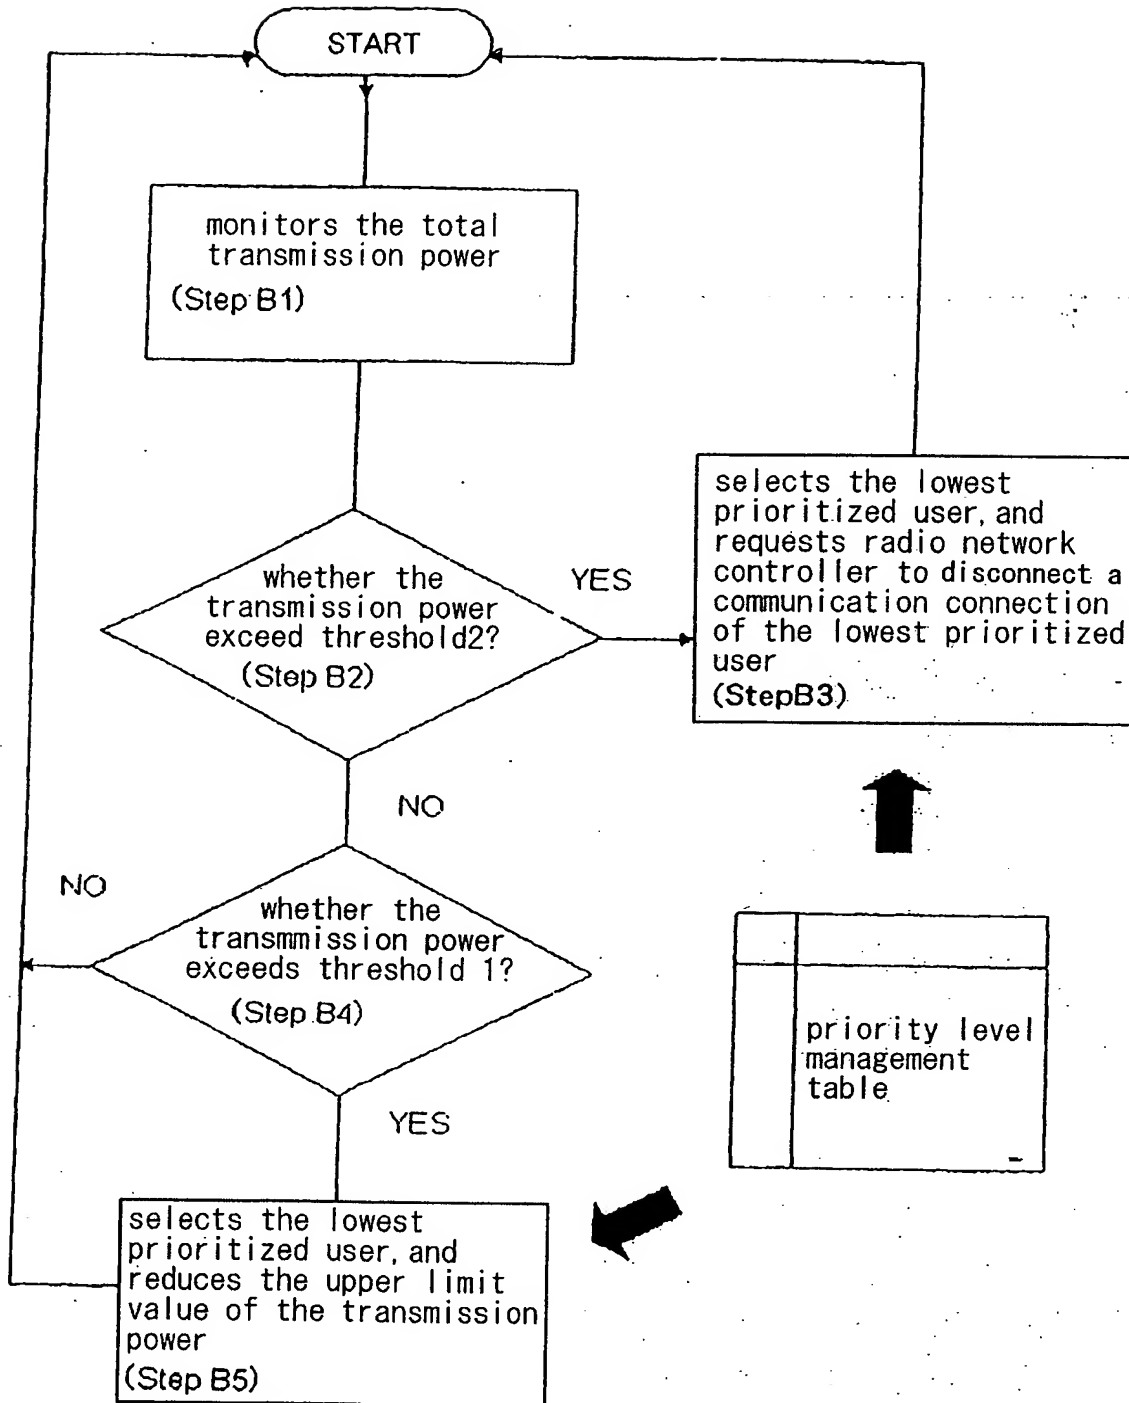 START
monitors the total
transmission power
(Step B1)
whether the
transmission power
exceed threshold2?
(Step B2)
YES
selects the lowest
prioritized user, and
requests radio network
controller to disconnect a
communication connection
of the lowest prioritized
user
(StepB3)
NO
NO
whether the
transmmission power
exceeds threshold 1?
(Step B4)
YES
priority level
management
table
selects the lowest
prioritized user, and
reduces the upper limit
value of the transmission
power
(Step B5)